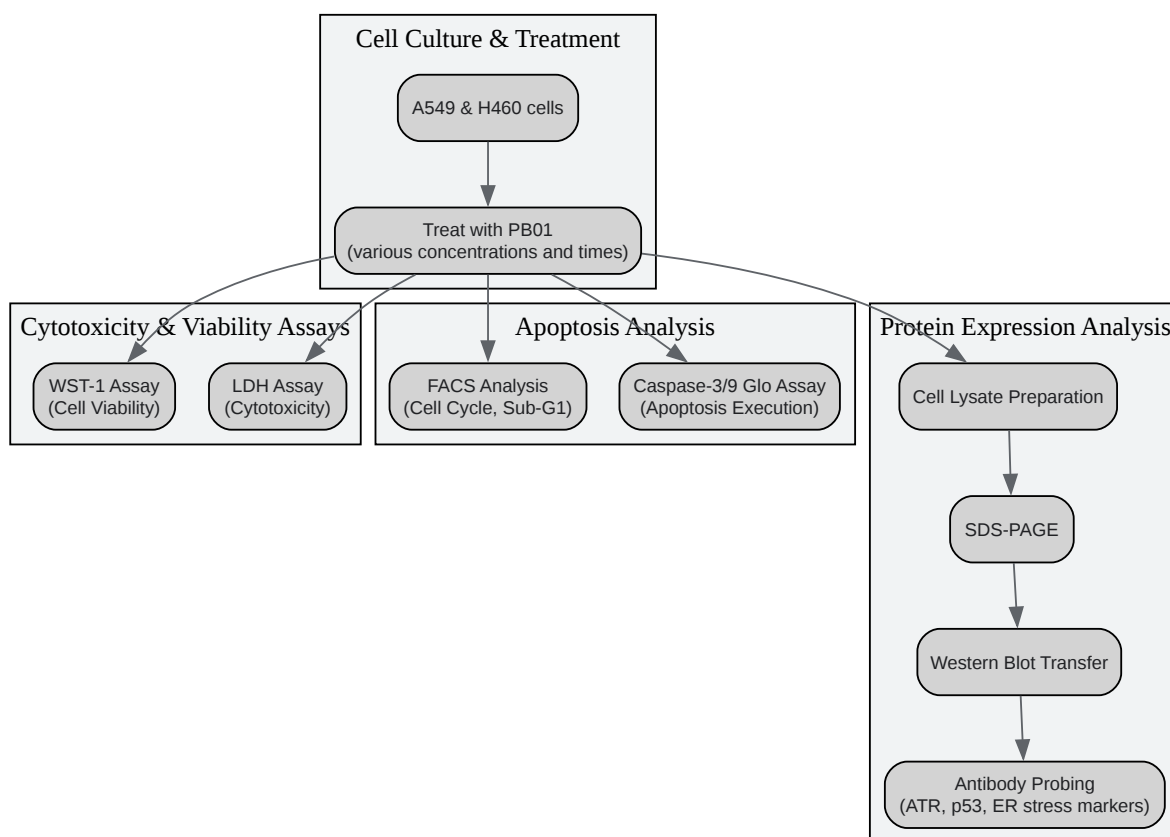 Cell Culture & Treatment
A549 & H460 cells
Treat with PB01
(various concentrations and times)
Cytotoxicity & Viability Assays
WST-1 Assay
(Cell Viability)
LDH Assay
(Cytotoxicity)
Apoptosis Analysis
FACS Analysis
(Cell Cycle, Sub-G1)
Caspase-3/9 Glo Assay
(Apoptosis Execution)
Protein Expression Analysis
Cell Lysate Preparation
SDS-PAGE
Western Blot Transfer
Antibody Probing
(ATR, p53, ER stress markers)